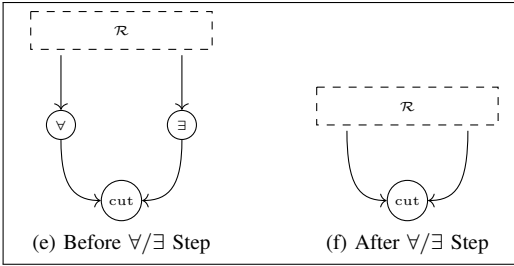 ℛ
∀ ∃
cut
(e) Before ∀/∃ Step
ℛ
cut
(f) After ∀/∃ Step